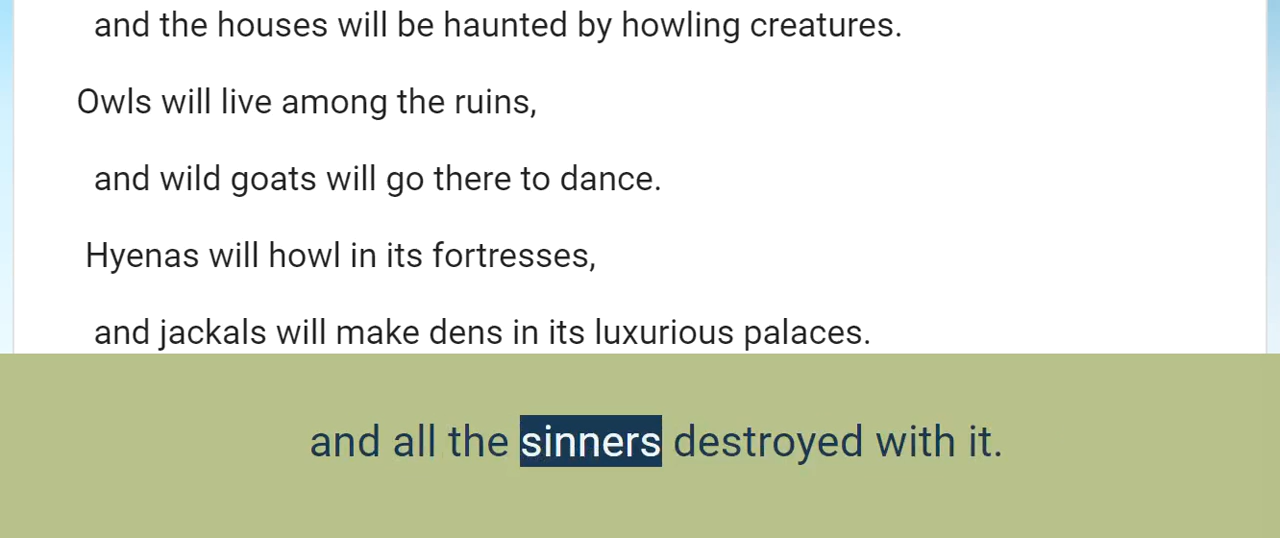 and the houses will be haunted by howling creatures.
Owls will live among the ruins,
and wild goats will go there to dance.
Hyenas will howl in its fortresses,
and jackals will make dens in its luxurious palaces.
and all the sinners destroyed with it.